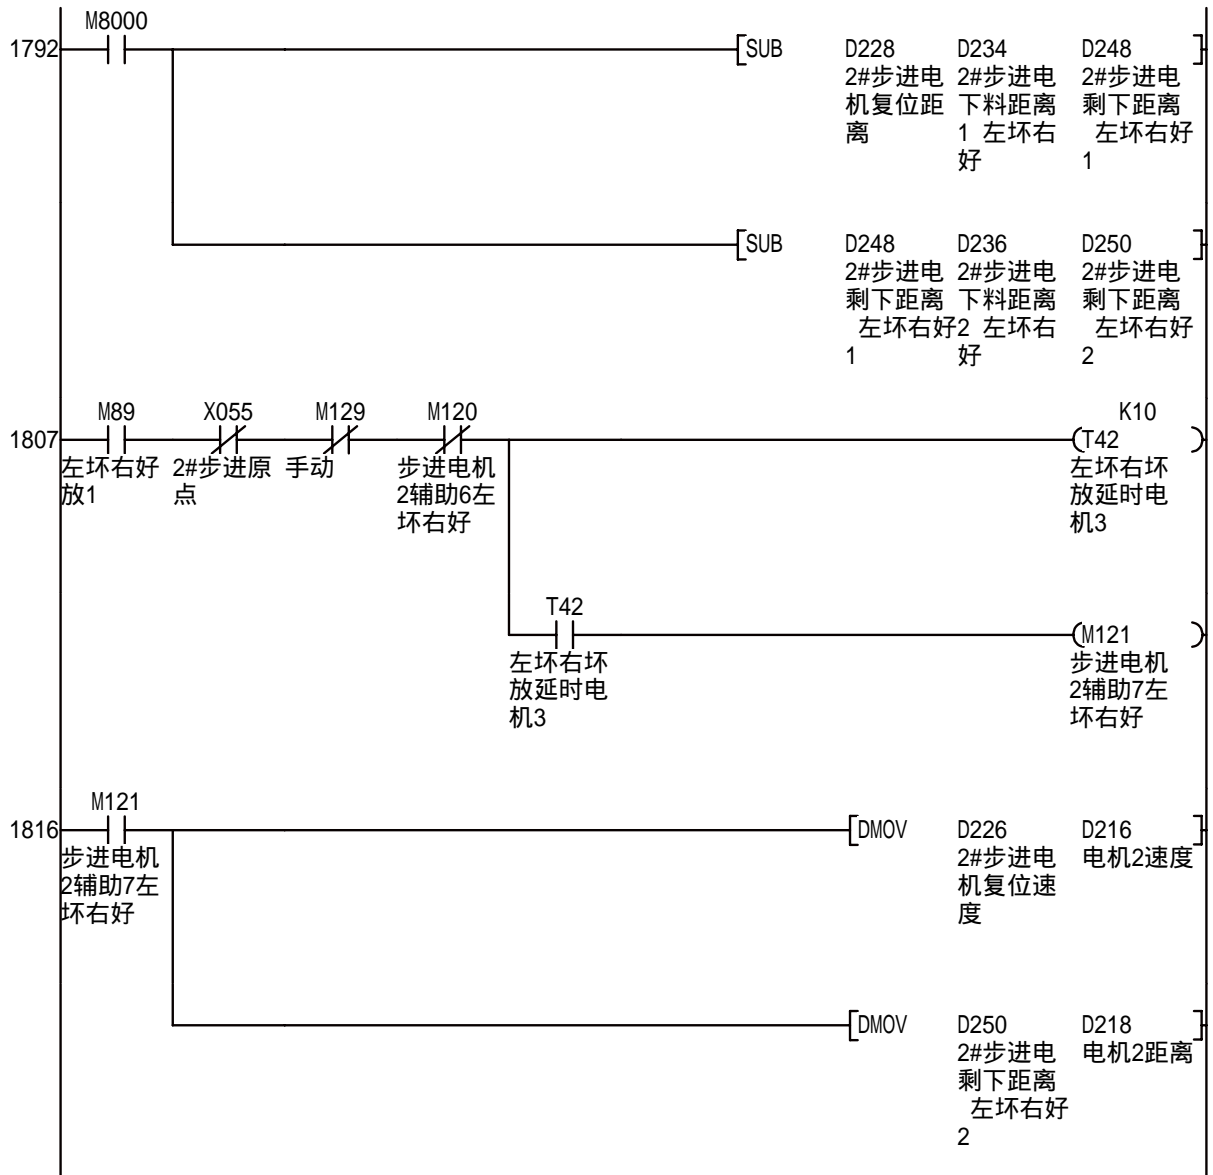 M8000
1792
SUB D228 D234 D248
2#步进电 2#步进电 2#步进电
机复位距 下料距离 剩下距离
离 1 左坏右 左坏右好
好 1
SUB D248 D236 D250
2#步进电 2#步进电 2#步进电
剩下距离 下料距离 剩下距离
左坏右好 2 左坏右 左坏右好
1 好 2
M89 X055 M129 M120 K10
1807 T42
左坏右好 2#步进原 手动 步进电机 左坏右坏
放1 点 2辅助6左 放延时电
坏右好 机3
T42
M121
左坏右坏 步进电机
放延时电 2辅助7左
机3 坏右好
M121
1816 DMOV D226 D216
步进电机 2#步进电 电机2速度
2辅助7左 机复位速
坏右好 度
DMOV D250 D218
2#步进电 电机2距离
剩下距离
左坏右好
2